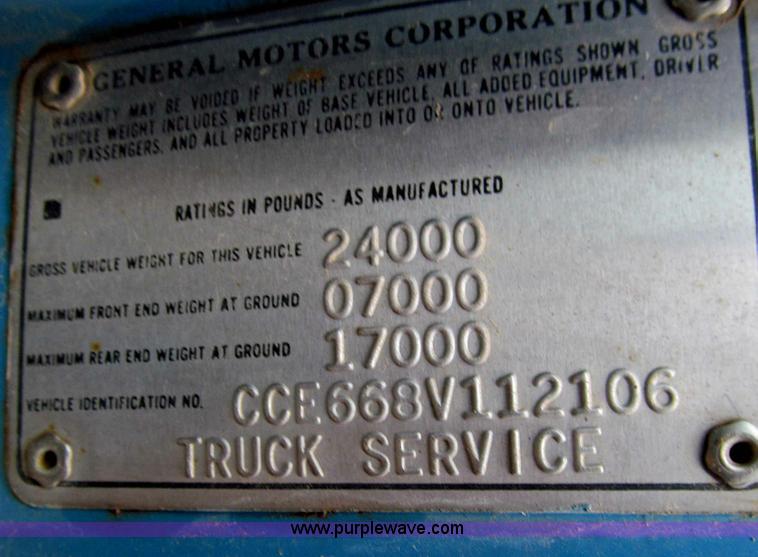 GENERAL MOTORS CORPORATION
WARRANTY MAY BE VOIDED IF WEIGHT EXCEEDS ANY OF RATINGS SHOWN. GROSS
VEHICLE WEIGHT INCLUDES WEIGHT OF BASE VEHICLE, ALL ADDED EQUIPMENT, DRIVER
AND PASSENGERS, AND ALL PROPERTY LOADED INTO OR ONTO VEHICLE.
RATINGS IN POUNDS - AS MANUFACTURED
GROSS VEHICLE WEIGHT FOR THIS VEHICLE 24000
MAXIMUM FRONT END WEIGHT AT GROUND 07000
MAXIMUM REAR END WEIGHT AT GROUND 17000
VEHICLE IDENTIFICATION NO. CCE668V112106
TRUCK SERVICE
www.purplewave.com